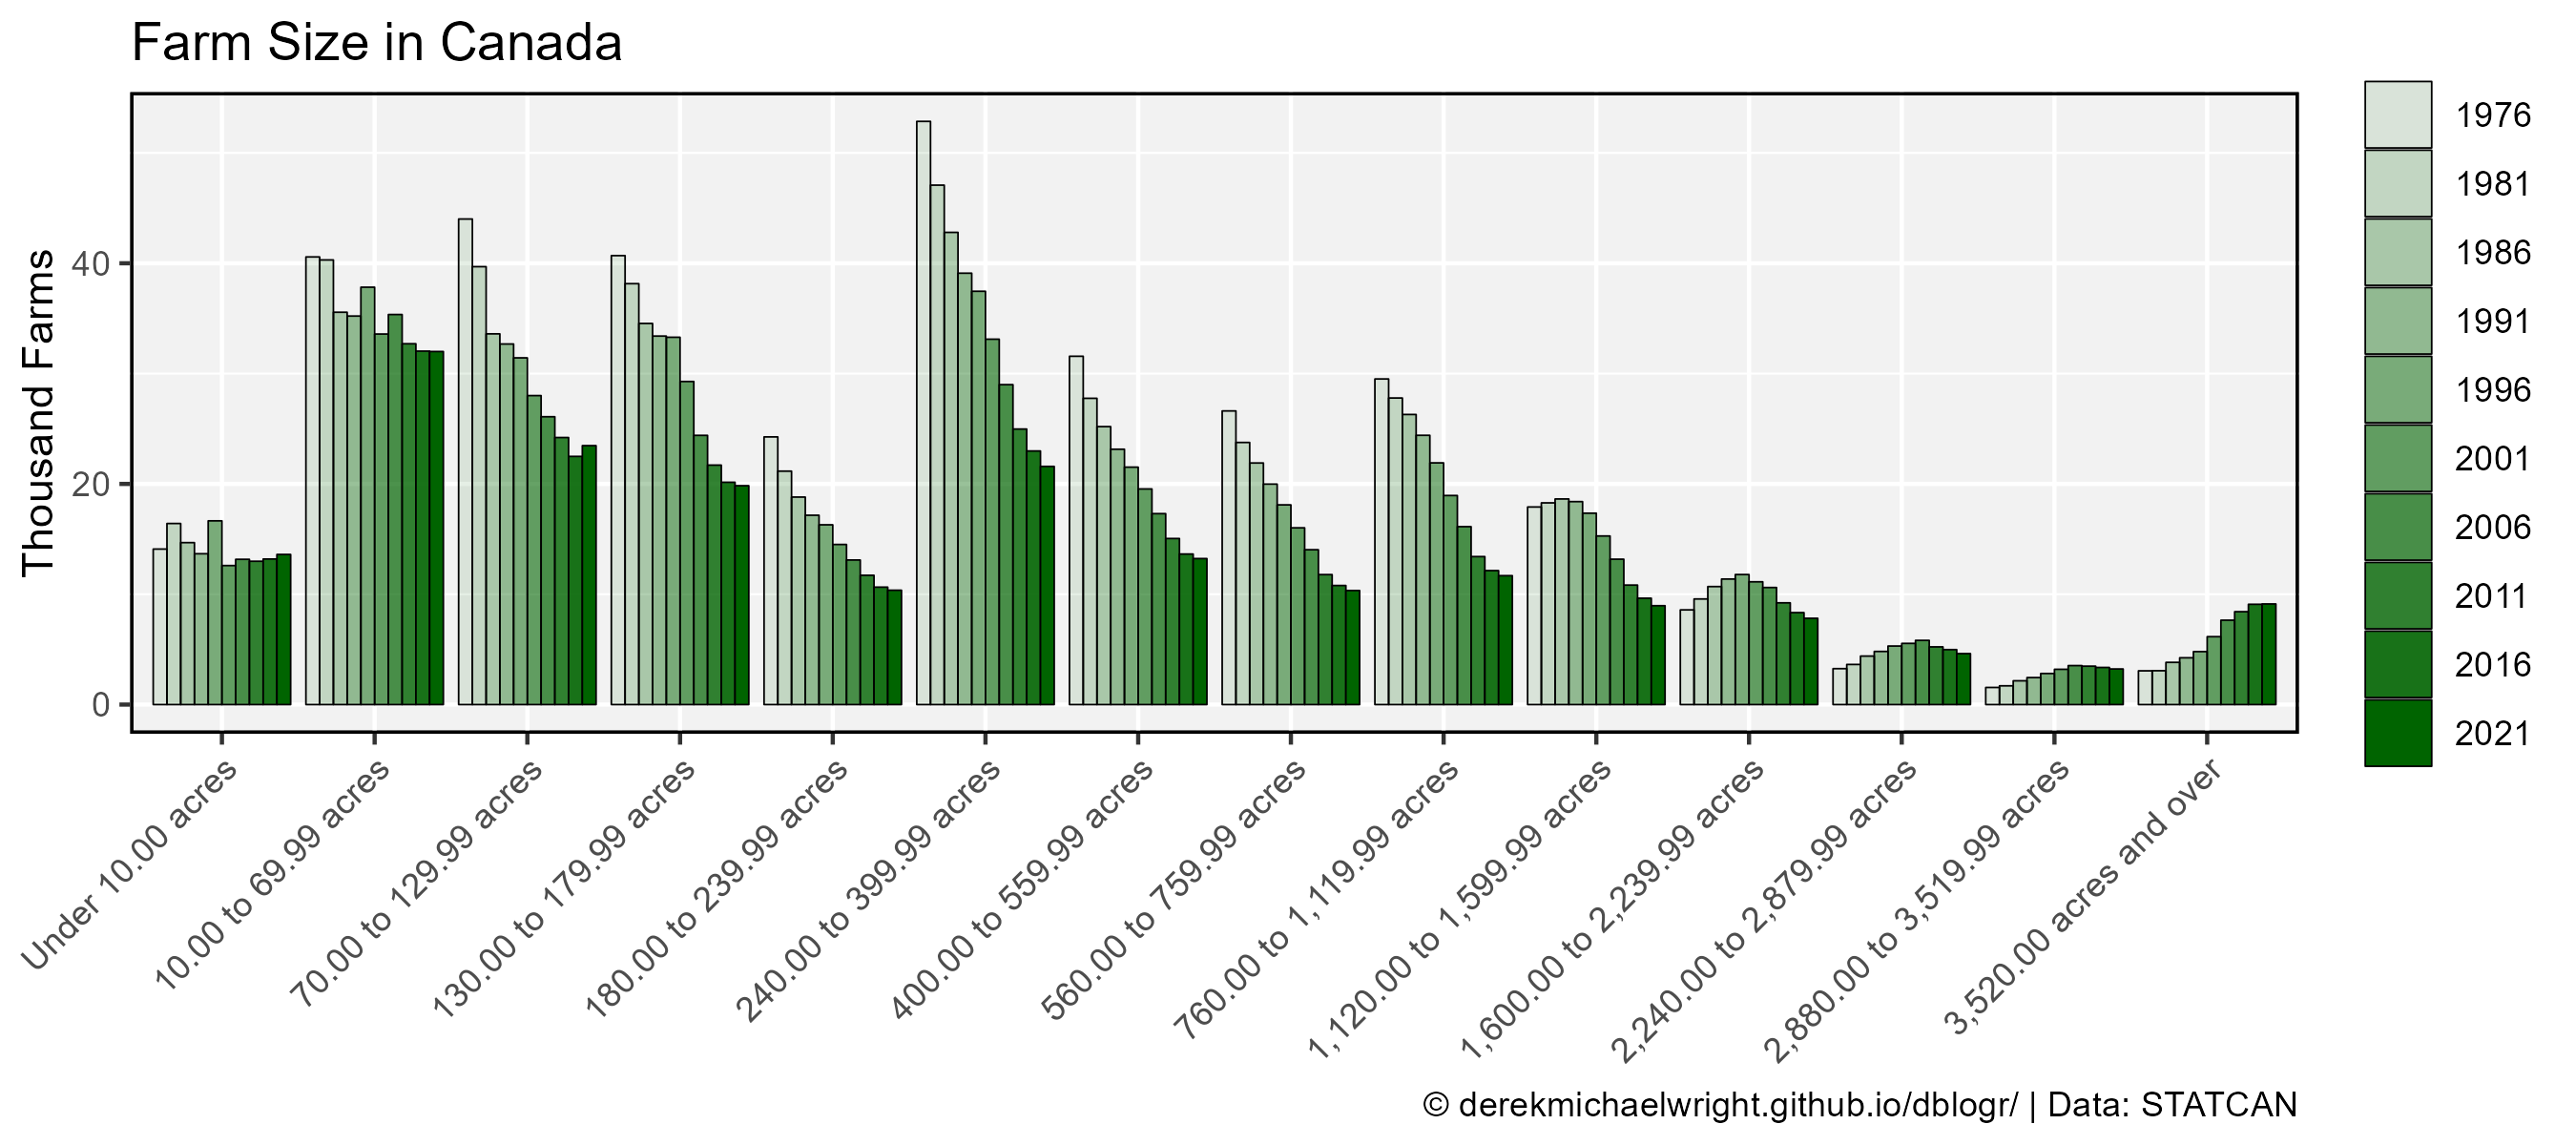 Farm Size in Canada
Thousand Farms
40
20
0
Under 10.00 acres
10.00 to 69.99 acres
70.00 to 129.99 acres
130.00 to 179.99 acres
180.00 to 239.999 acres
240.00 to 399.99 acres
400.00 to 559.99 acres
560.00 to 759.99 acres
760.00 to 1,119.99 acres
1,120.00 to 1,599.99 acres
1,600.00 to 2,239.99 acres
2,240.00 to 2,879.99 acres
2,880.00 to 3,519.99 acres
3,520.00 acres and over
1976
1981
1986
1991
1996
2001
2006
2011
2016
2021
© derekmichaelwright.github.io/dblogr/ | Data: STATCAN